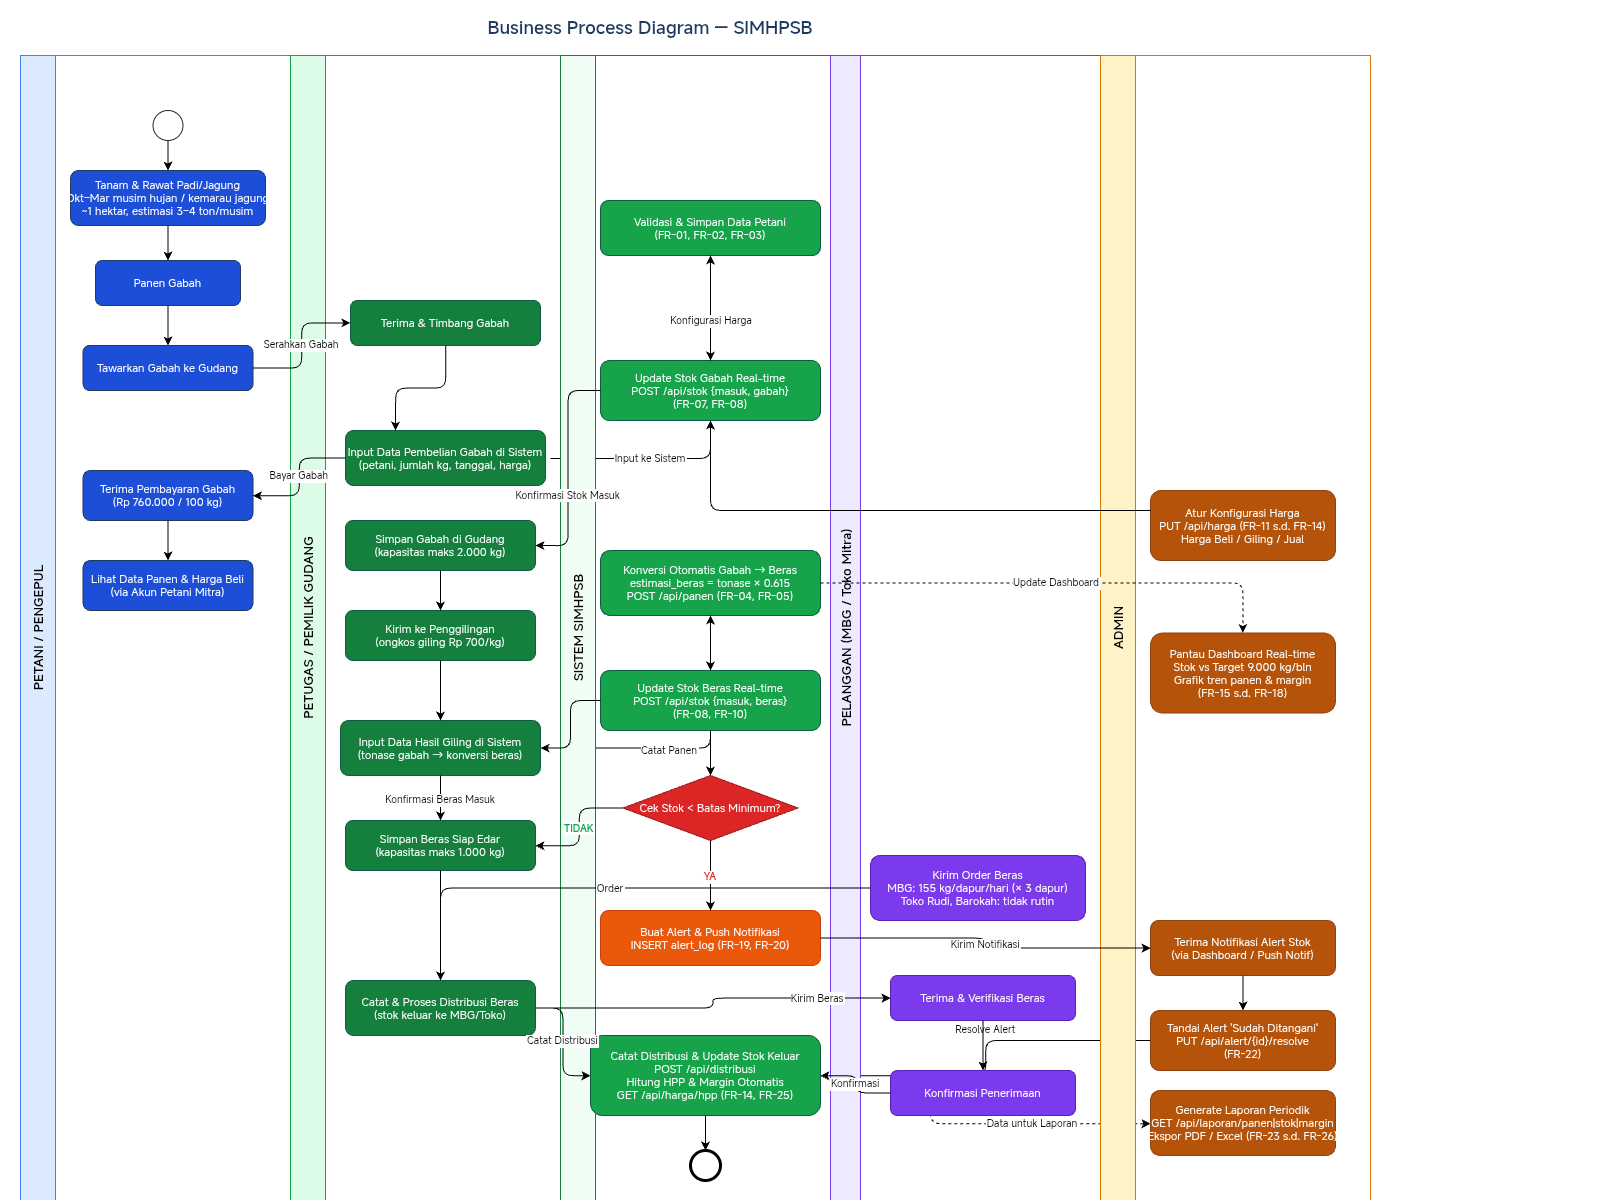 Business Process Diagram — SIMHPSB
PETANI / PENGEPUL
Tanam & Rawat Padi/Jagung
Okt–Mar musim hujan / kemarau jagung
~1 hektar, estimasi 3–4 ton/musim
Panen Gabah
Tawarkan Gabah ke Gudang
Serahkan Gabah
Terima Pembayaran Gabah
(Rp 760.000 / 100 kg)
Bayar Gabah
Lihat Data Panen & Harga Beli
(via Akun Petani Mitra)
PETUGAS / PEMILIK GUDANG
Terima & Timbang Gabah
Input Data Pembelian Gabah di Sistem
(petani, jumlah kg, tanggal, harga)
Simpan Gabah di Gudang
(kapasitas maks 2.000 kg)
Kirim ke Penggilingan
(ongkos giling Rp 700/kg)
Input Data Hasil Giling di Sistem
(tonase gabah → konversi beras)
Konfirmasi Beras Masuk
Simpan Beras Siap Edar
(kapasitas maks 1.000 kg)
Catat & Proses Distribusi Beras
(stok keluar ke MBG/Toko)
SISTEM SIMHPSB
Validasi & Simpan Data Petani
(FR-01, FR-02, FR-03)
Konfigurasi Harga
Update Stok Gabah Real-time
POST /api/stok {masuk, gabah}
(FR-07, FR-08)
Input ke Sistem
Konfirmasi Stok Masuk
Konversi Otomatis Gabah → Beras
estimasi_beras = tonase × 0.615
POST /api/panen (FR-04, FR-05)
Update Stok Beras Real-time
POST /api/stok {masuk, beras}
(FR-08, FR-10)
Catat Panen
Cek Stok < Batas Minimum?
TIDAK
YA
Order
Buat Alert & Push Notifikasi
INSERT alert_log (FR-19, FR-20)
Catat Distribusi
Catat Distribusi & Update Stok Keluar
POST /api/distribusi
Hitung HPP & Margin Otomatis
GET /api/harga/hpp (FR-14, FR-25)
PELANGGAN (MBG / Toko Mitra)
Update Dashboard
Kirim Order Beras
MBG: 155 kg/dapur/hari (× 3 dapur)
Toko Rudi, Barokah: tidak rutin
Kirim Notifikasi
Kirim Beras
Terima & Verifikasi Beras
Resolve Alert
Konfirmasi
Konfirmasi Penerimaan
Data untuk Laporan
ADMIN
Atur Konfigurasi Harga
PUT /api/harga (FR-11 s.d. FR-14)
Harga Beli / Giling / Jual
Pantau Dashboard Real-time
Stok vs Target 9.000 kg/bln
Grafik tren panen & margin
(FR-15 s.d. FR-18)
Terima Notifikasi Alert Stok
(via Dashboard / Push Notif)
Tandai Alert 'Sudah Ditangani'
PUT /api/alert/{id}/resolve
(FR-22)
Generate Laporan Periodik
GET /api/laporan/panen|stok|margin
Ekspor PDF / Excel (FR-23 s.d. FR-26)